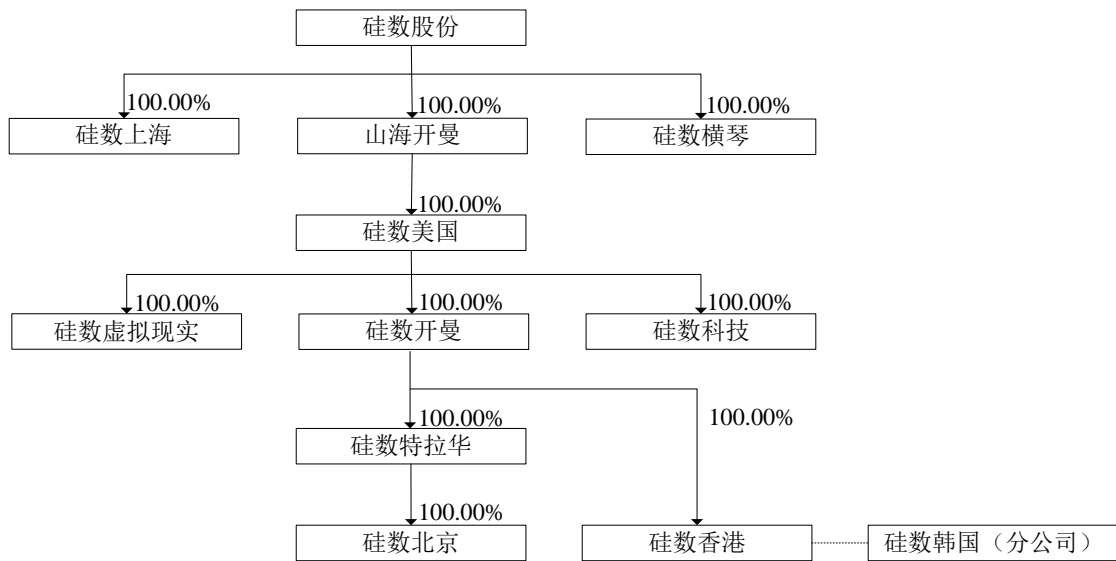 硅数股份
100.00%
100.00%
100.00%
硅数上海
山海开曼
硅数横琴
100.00%
硅数美国
100.00%
100.00%
100.00%
硅数虚拟现实
硅数开曼
硅数科技
100.00%
100.00%
硅数特拉华
100.00%
硅数北京
硅数香港
硅数韩国（分公司）